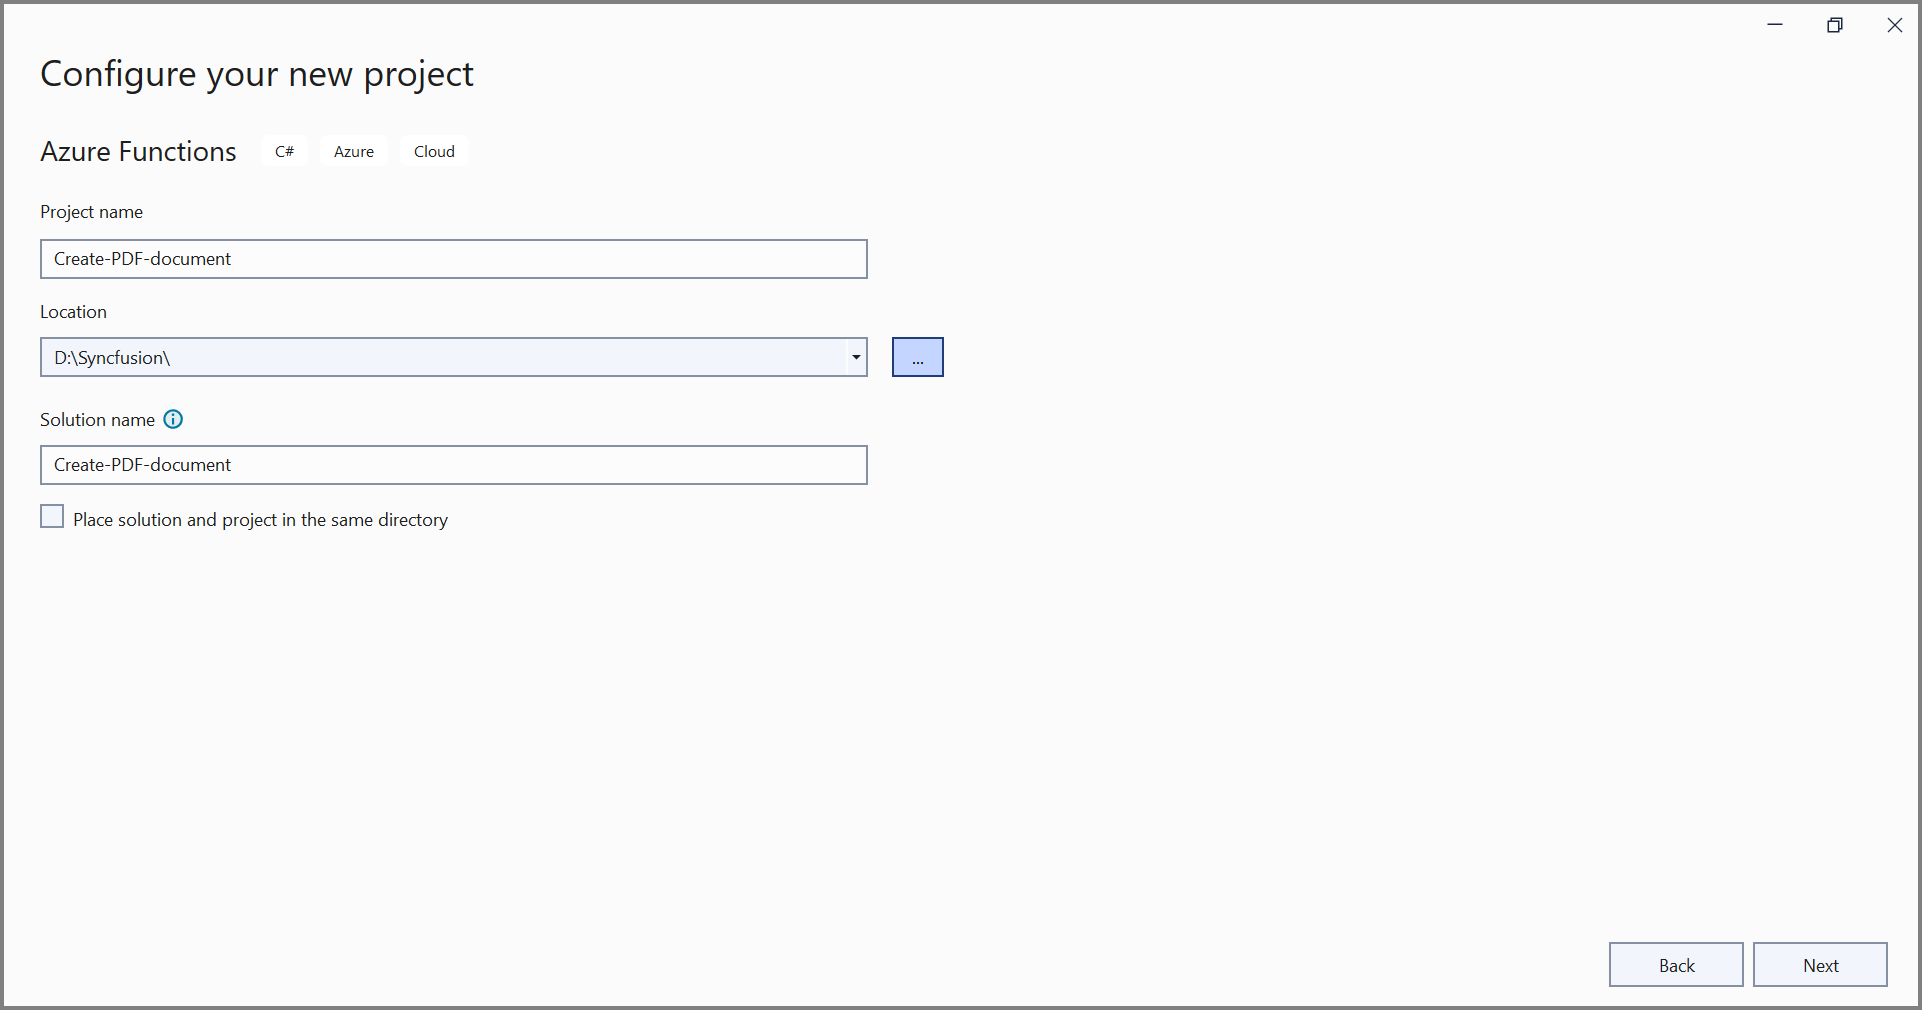 Configure your new project
Azure Functions C# Azure Cloud
Project name
Create-PDF-document
Location
D:\Syncfusion\
...
Solution name
Create-PDF-document
Place solution and project in the same directory
Back Next